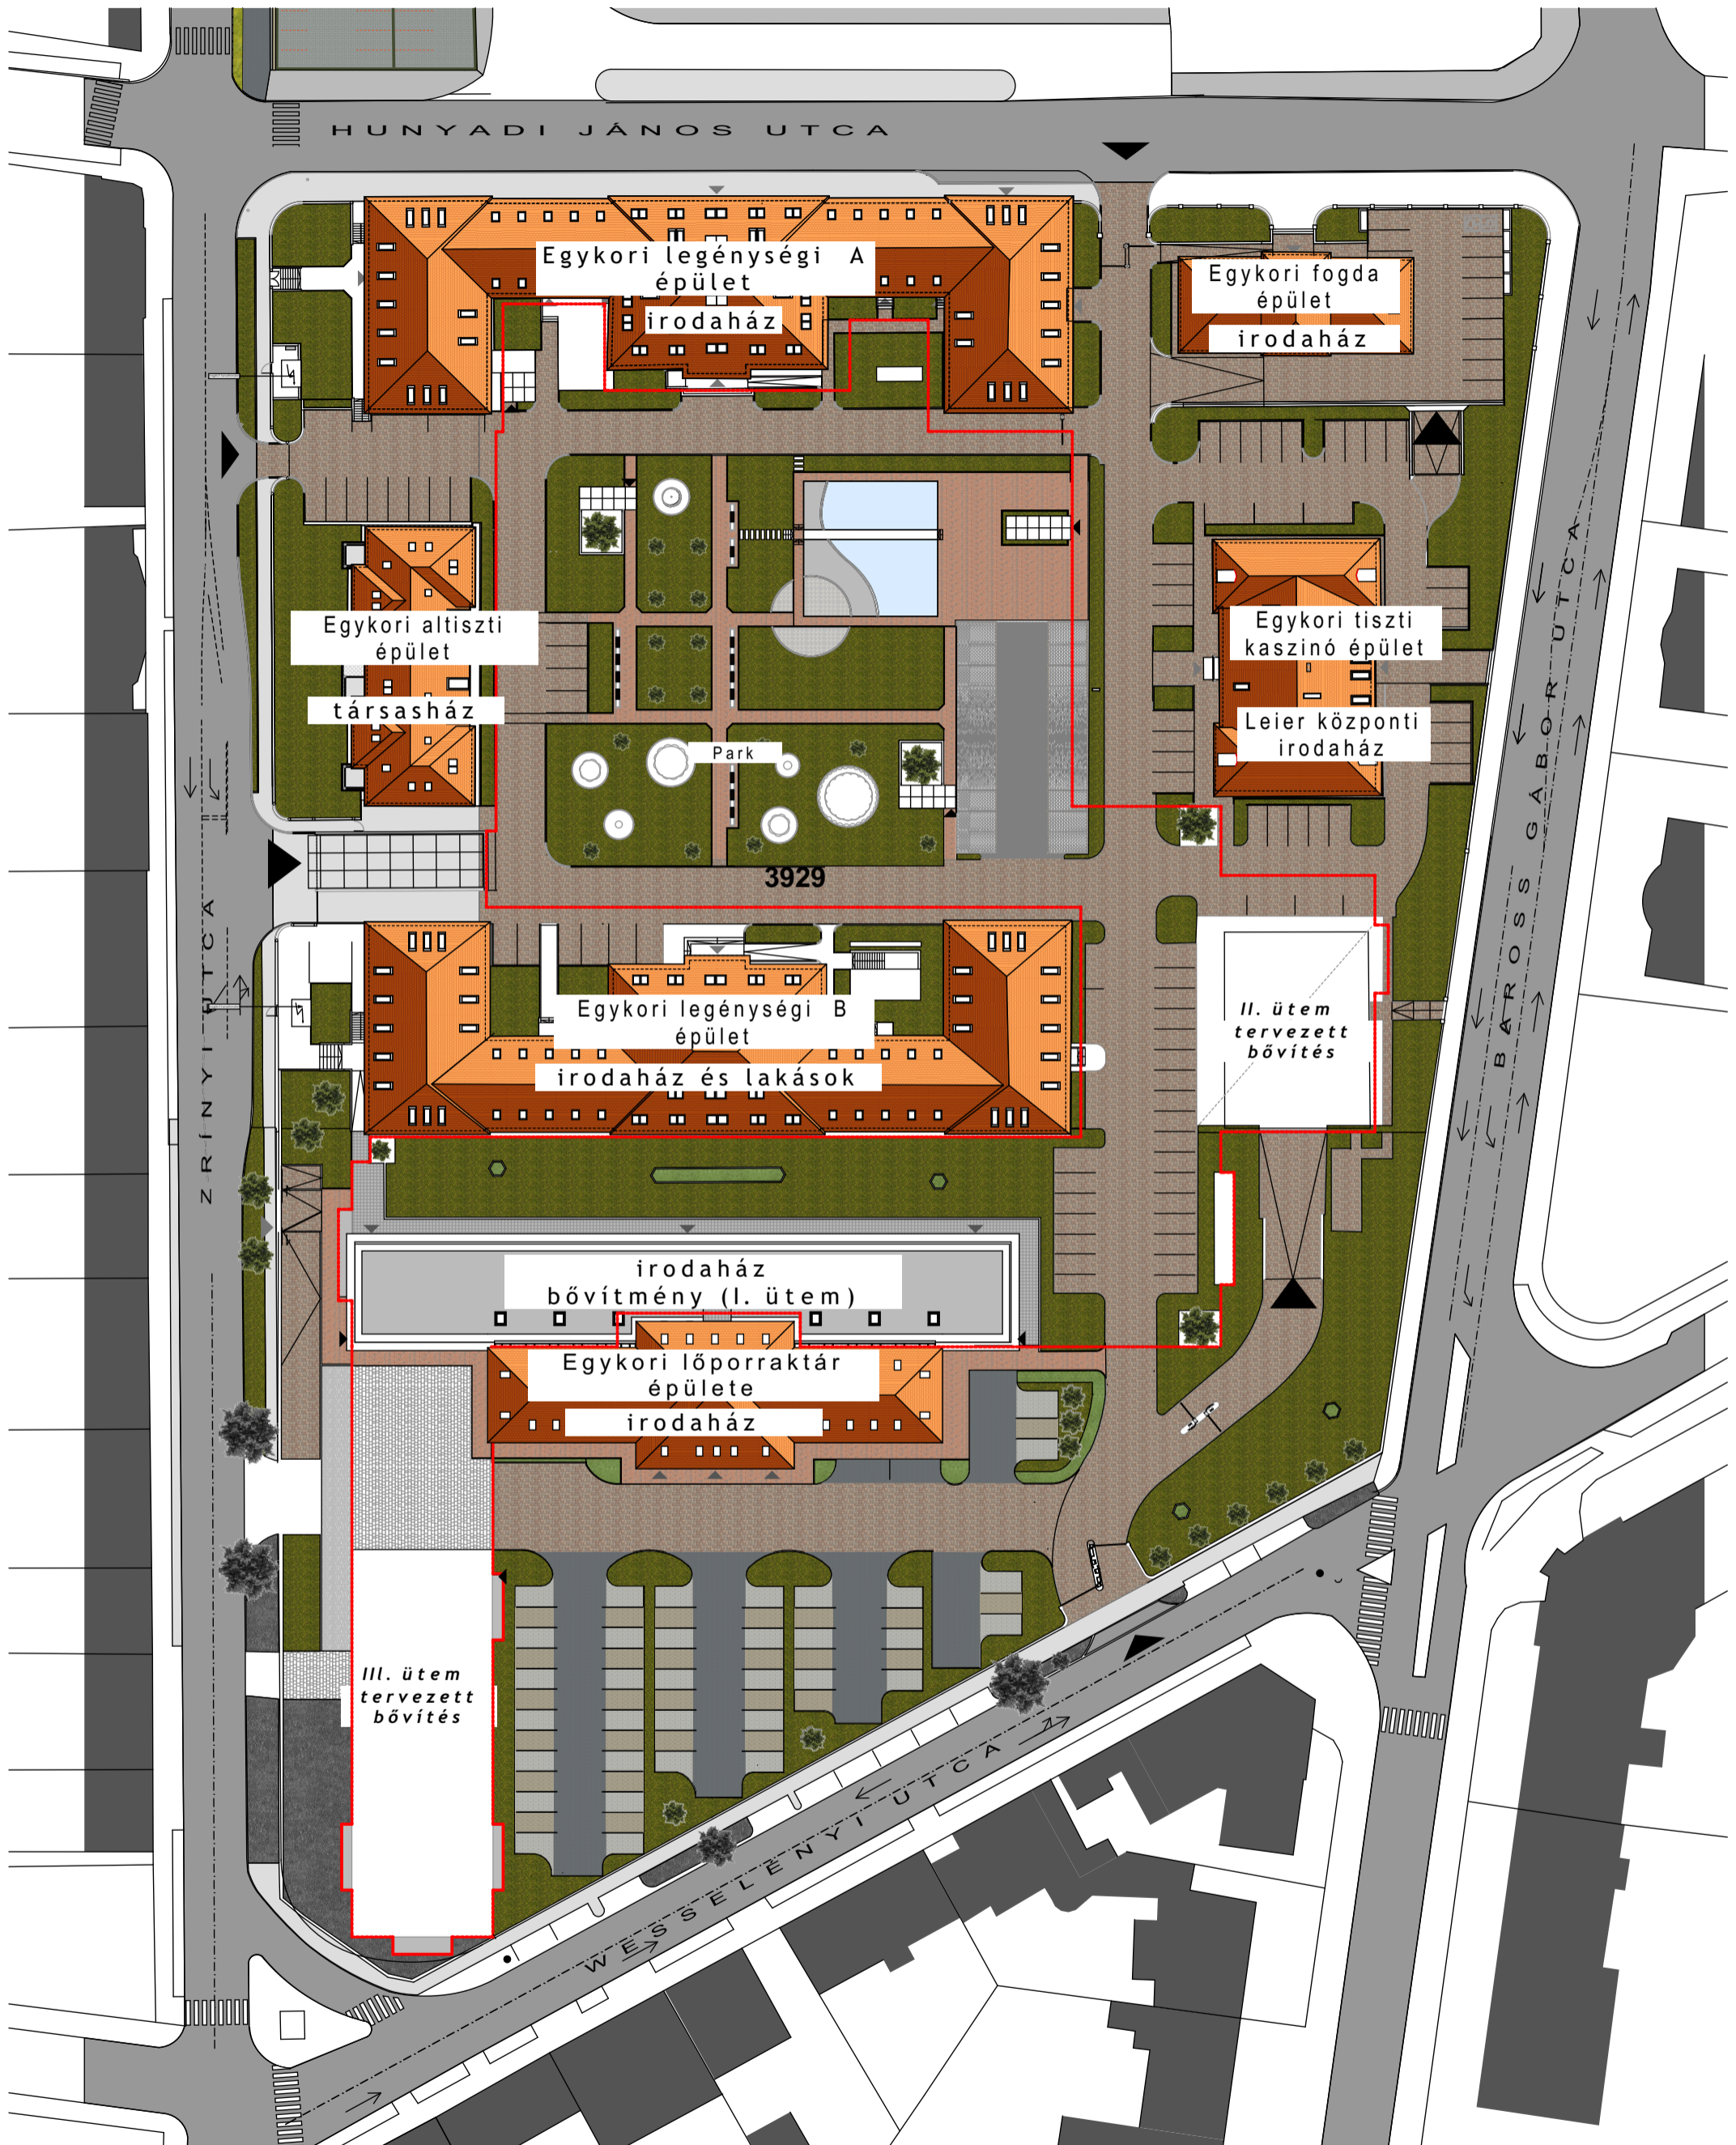 HUNYADI JÁNOS UTCA
Egykori legénységi A
épület
irodaház
Egykori fogda
épület
irodaház
Egykori altiszti
épület
társasház
Egykori tiszti
kaszinó épület
Leier központi
irodaház
Park
3929
BAROSS GÁBOR UTCA
ZRÍNYI UTCA
Egykori legénységi B
épület
irodaház és lakások
II. ütem
tervezett
bővítés
irodaház
bővítmény (I. ütem)
Egykori lőporraktár
épülete
irodaház
III. ütem
tervezett
bővítés
WESSELÉNYI UTCA